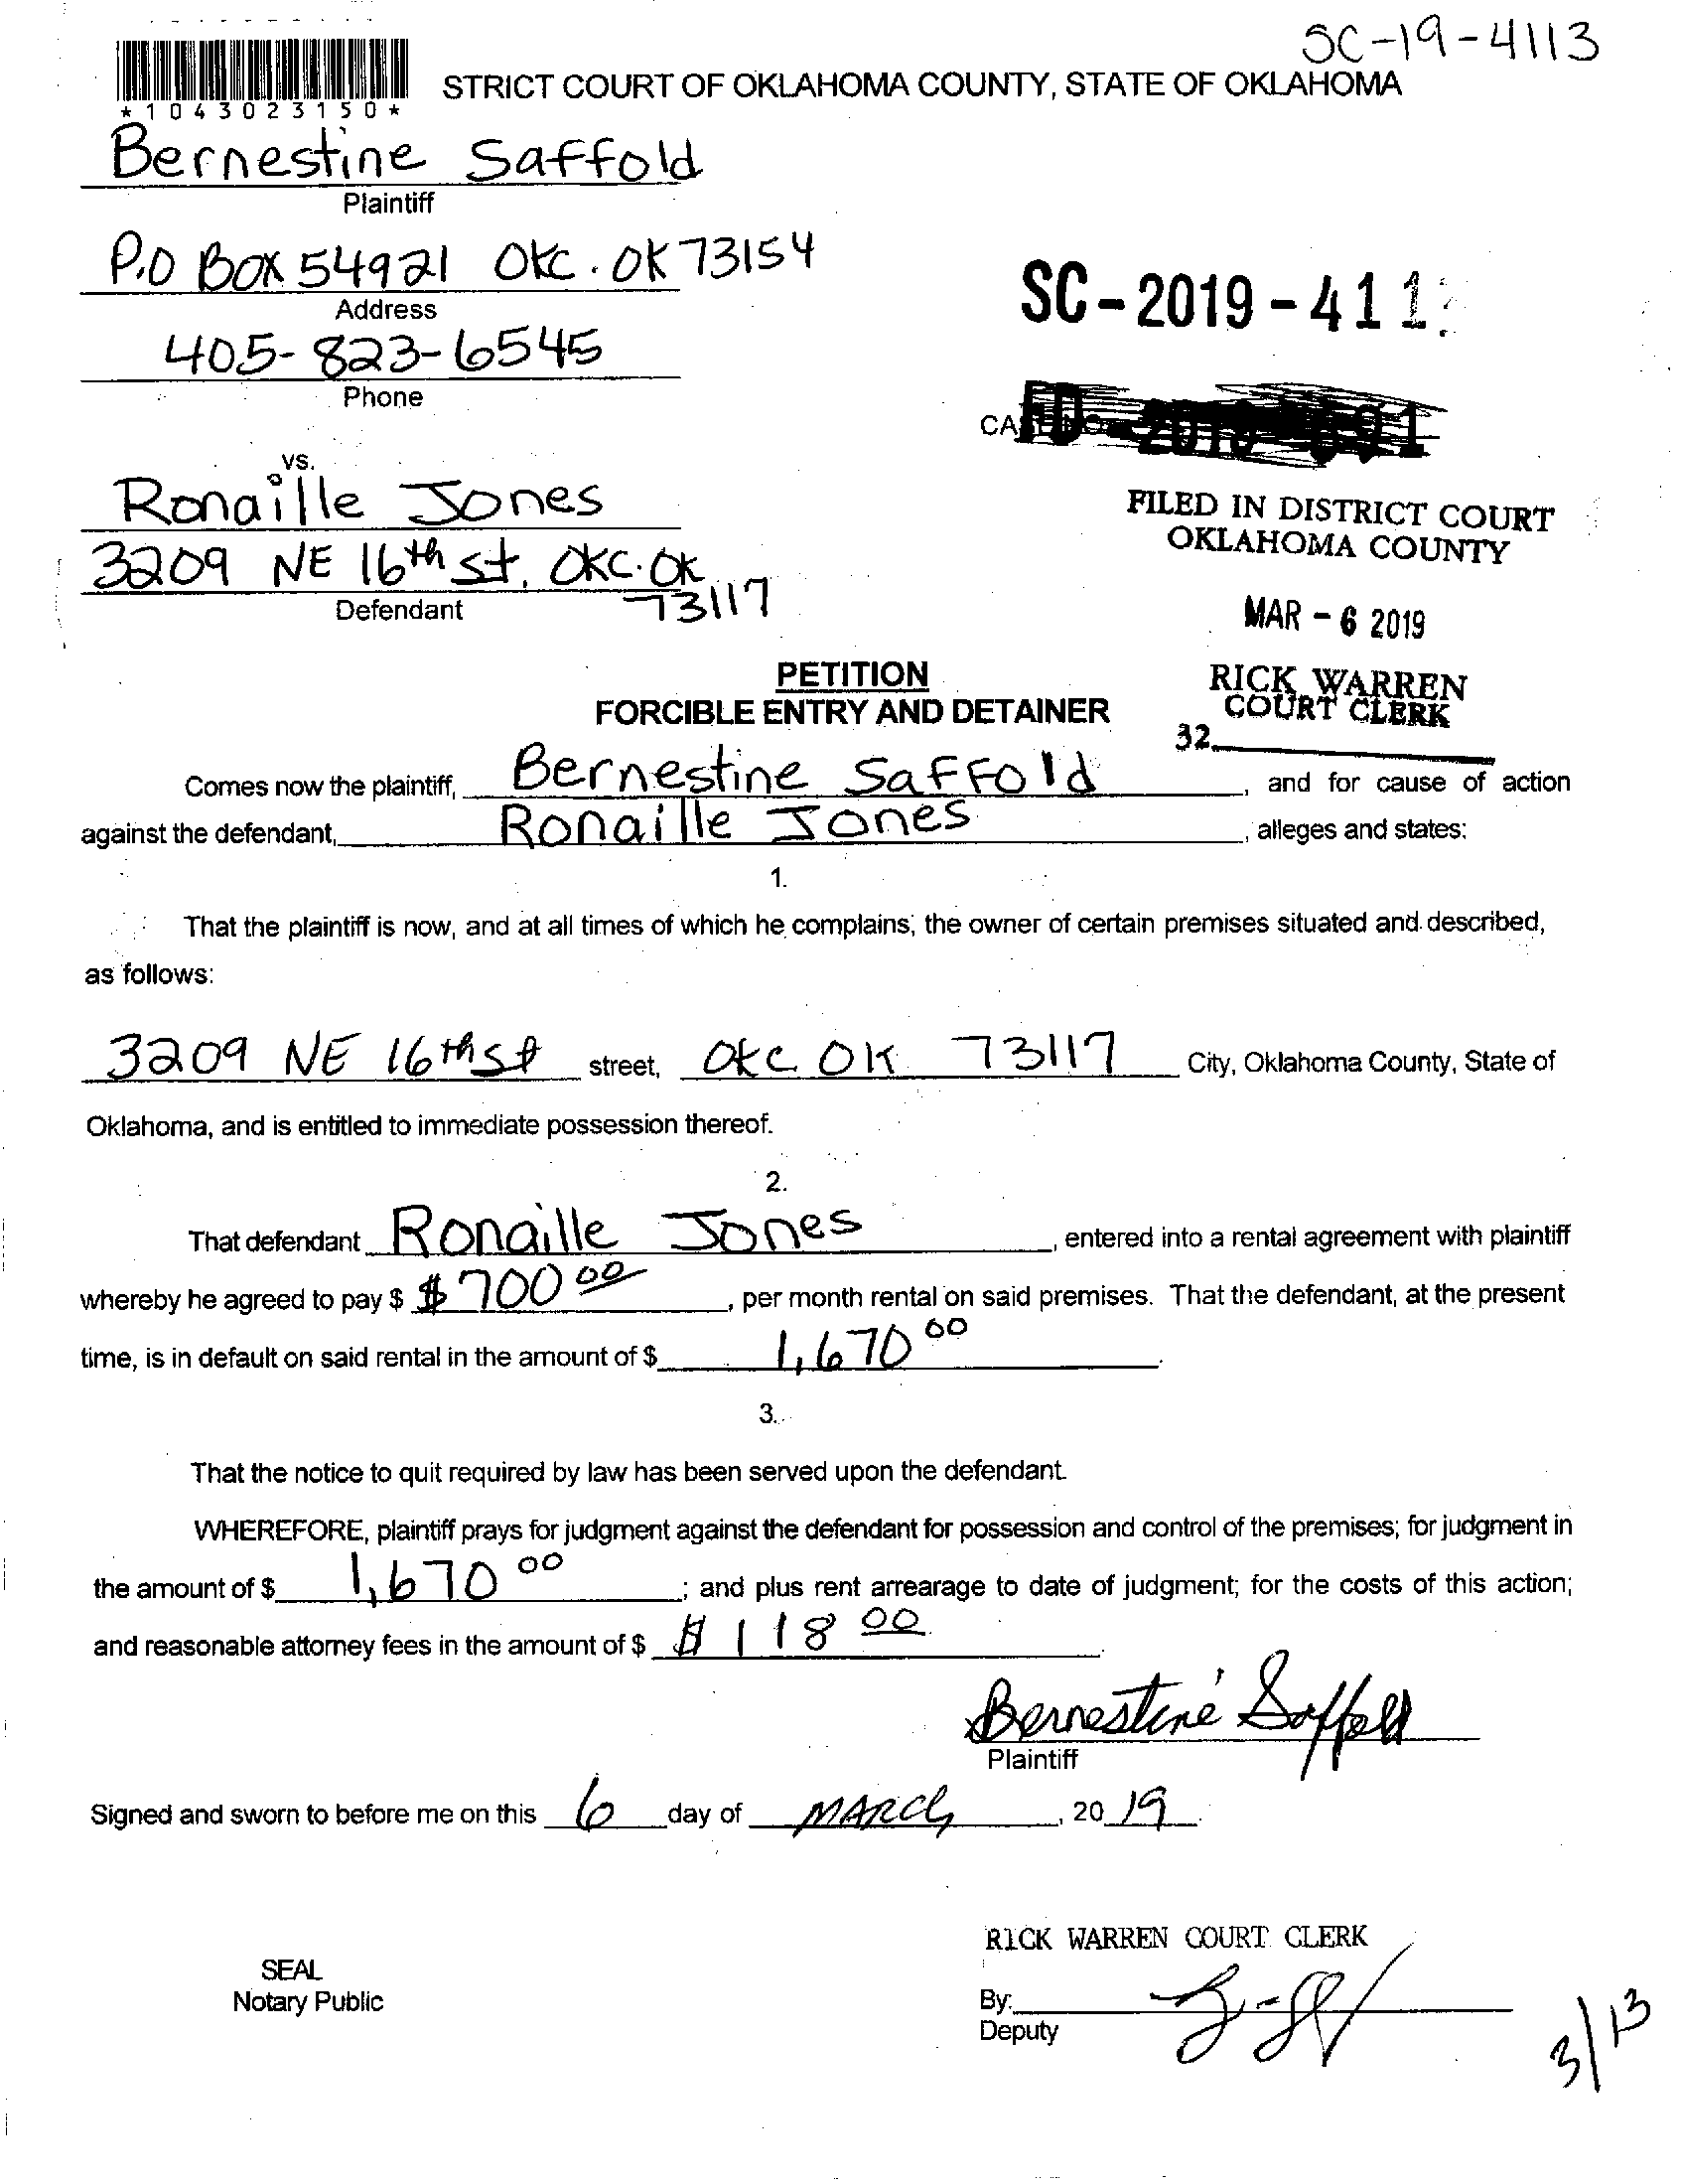 SC-19-4113
STRICT COURT OF OKLAHOMA COUNTY, STATE OF OKLAHOMA
*1043023150*
Bernestine Saffold
Plaintiff
P.O BOX 54921 OKC. OK 73154
Address
SC-2019-411
405-823-6545
Phone
vs.
Ronaille Jones
FILED IN DISTRICT COURT
OKLAHOMA COUNTY
3209 NE 16th st, OKC. OK
73117
Defendant
MAR - 6 2019
PETITION
FORCIBLE ENTRY AND DETAINER
RICK WARREN
COURT CLERK
32
Comes now the plaintiff, Bernestine Saffold, and for cause of action
against the defendant, Ronaille Jones, alleges and states:
1.
That the plaintiff is now, and at all times of which he complains, the owner of certain premises situated and described,
as follows:
3209 NE 16th st street, OKC OK 73117 City, Oklahoma County, State of
Oklahoma, and is entitled to immediate possession thereof.
2.
That defendant Ronaille Jones, entered into a rental agreement with plaintiff
whereby he agreed to pay $ $700 00, per month rental on said premises. That the defendant, at the present
time, is in default on said rental in the amount of $ 1,670 00.
3.
That the notice to quit required by law has been served upon the defendant.
WHEREFORE, plaintiff prays for judgment against the defendant for possession and control of the premises; for judgment in
the amount of $ 1,670 00; and plus rent arrearage to date of judgment; for the costs of this action;
and reasonable attorney fees in the amount of $ $118 00.
Bernestine Saffold
Plaintiff
Signed and sworn to before me on this 6 day of MARCh, 20 19.
RICK WARREN COURT CLERK
SEAL
Notary Public
By:
Deputy
3/13